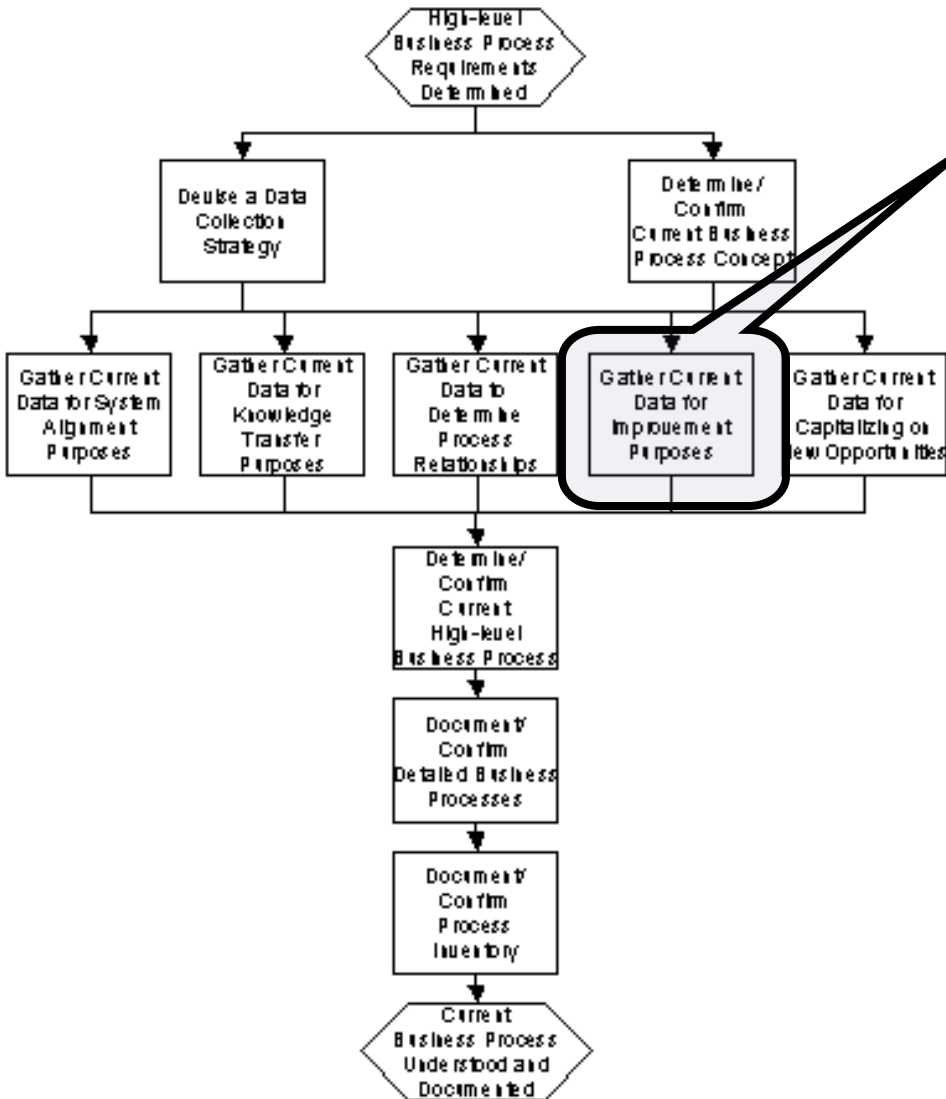 High-level
Business Process
Requirements
Determined
Devise a Data
Collection
Strategy
Determine/
Confirm
Current Business
Process Concept
Gather Current
Data for System
Alignment
Purposes
Gather Current
Data for
Knowledge
Transfer
Purposes
Gather Current
Data to
Determine
Process
Relationships
Gather Current
Data for
Improvement
Purposes
Gather Current
Data for
Capitalizing on
New Opportunities
Determine/
Confirm
Current
High-level
Business Process
Document/
Confirm
Detailed Business
Processes
Document/
Confirm
Process
Inventory
Current
Business Process
Understood and
Documented